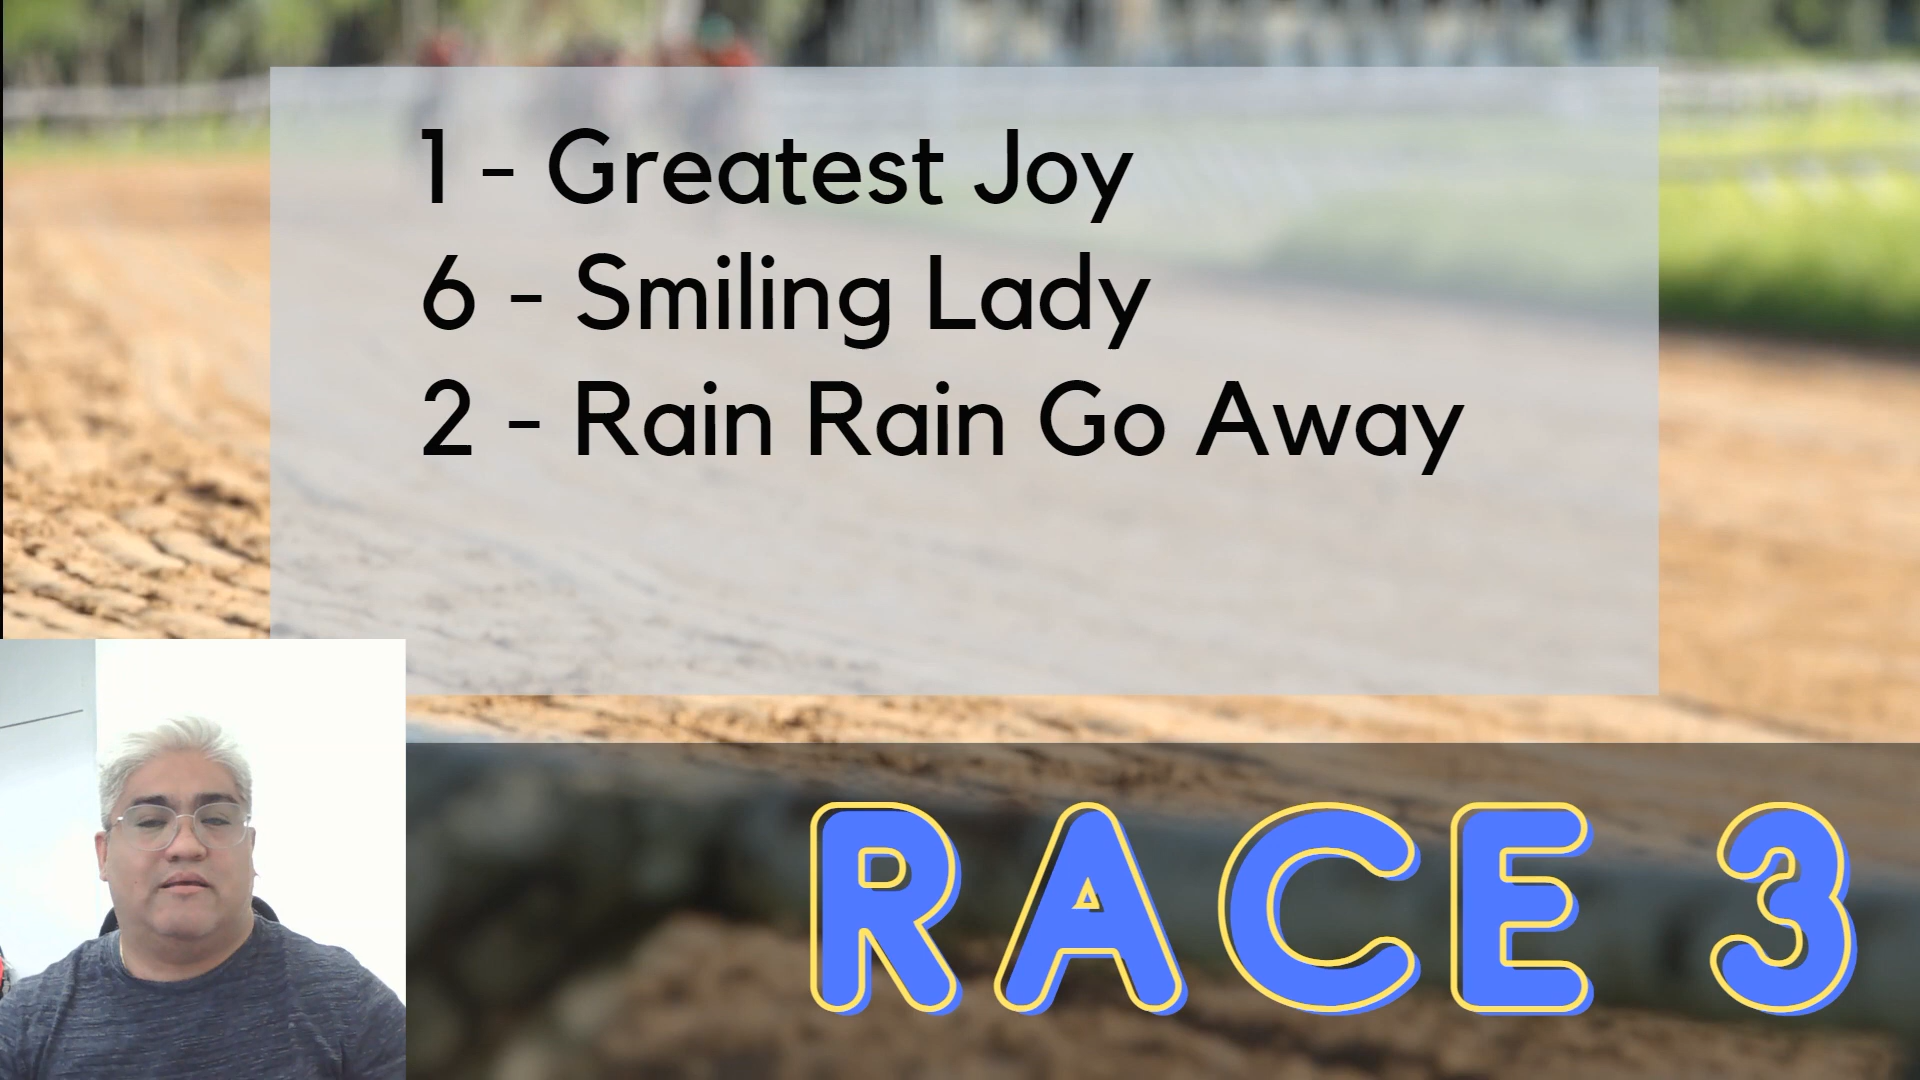 1 - Greatest Joy
6 - Smiling Lady
2 - Rain Rain Go Away
RACE 3